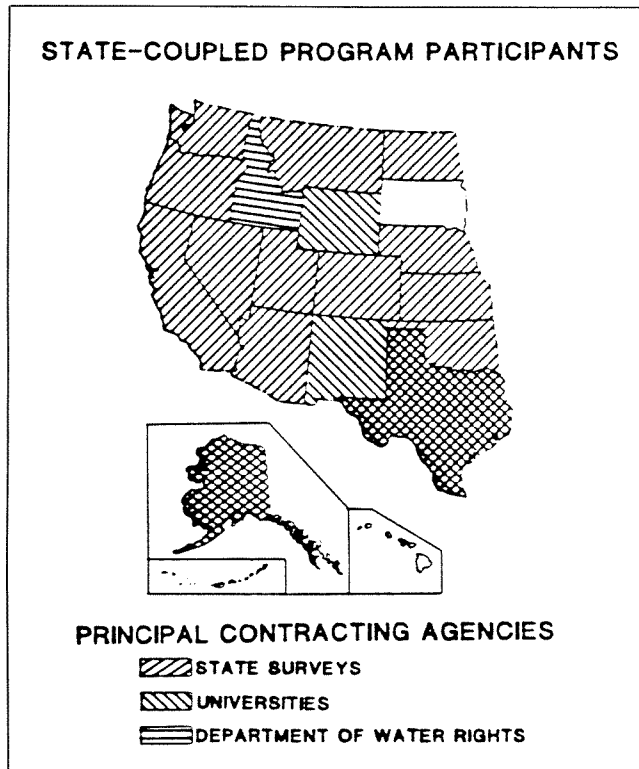 STATE-COUPLED PROGRAM PARTICIPANTS
PRINCIPAL CONTRACTING AGENCIES
STATE SURVEYS
UNIVERSITIES
DEPARTMENT OF WATER RIGHTS